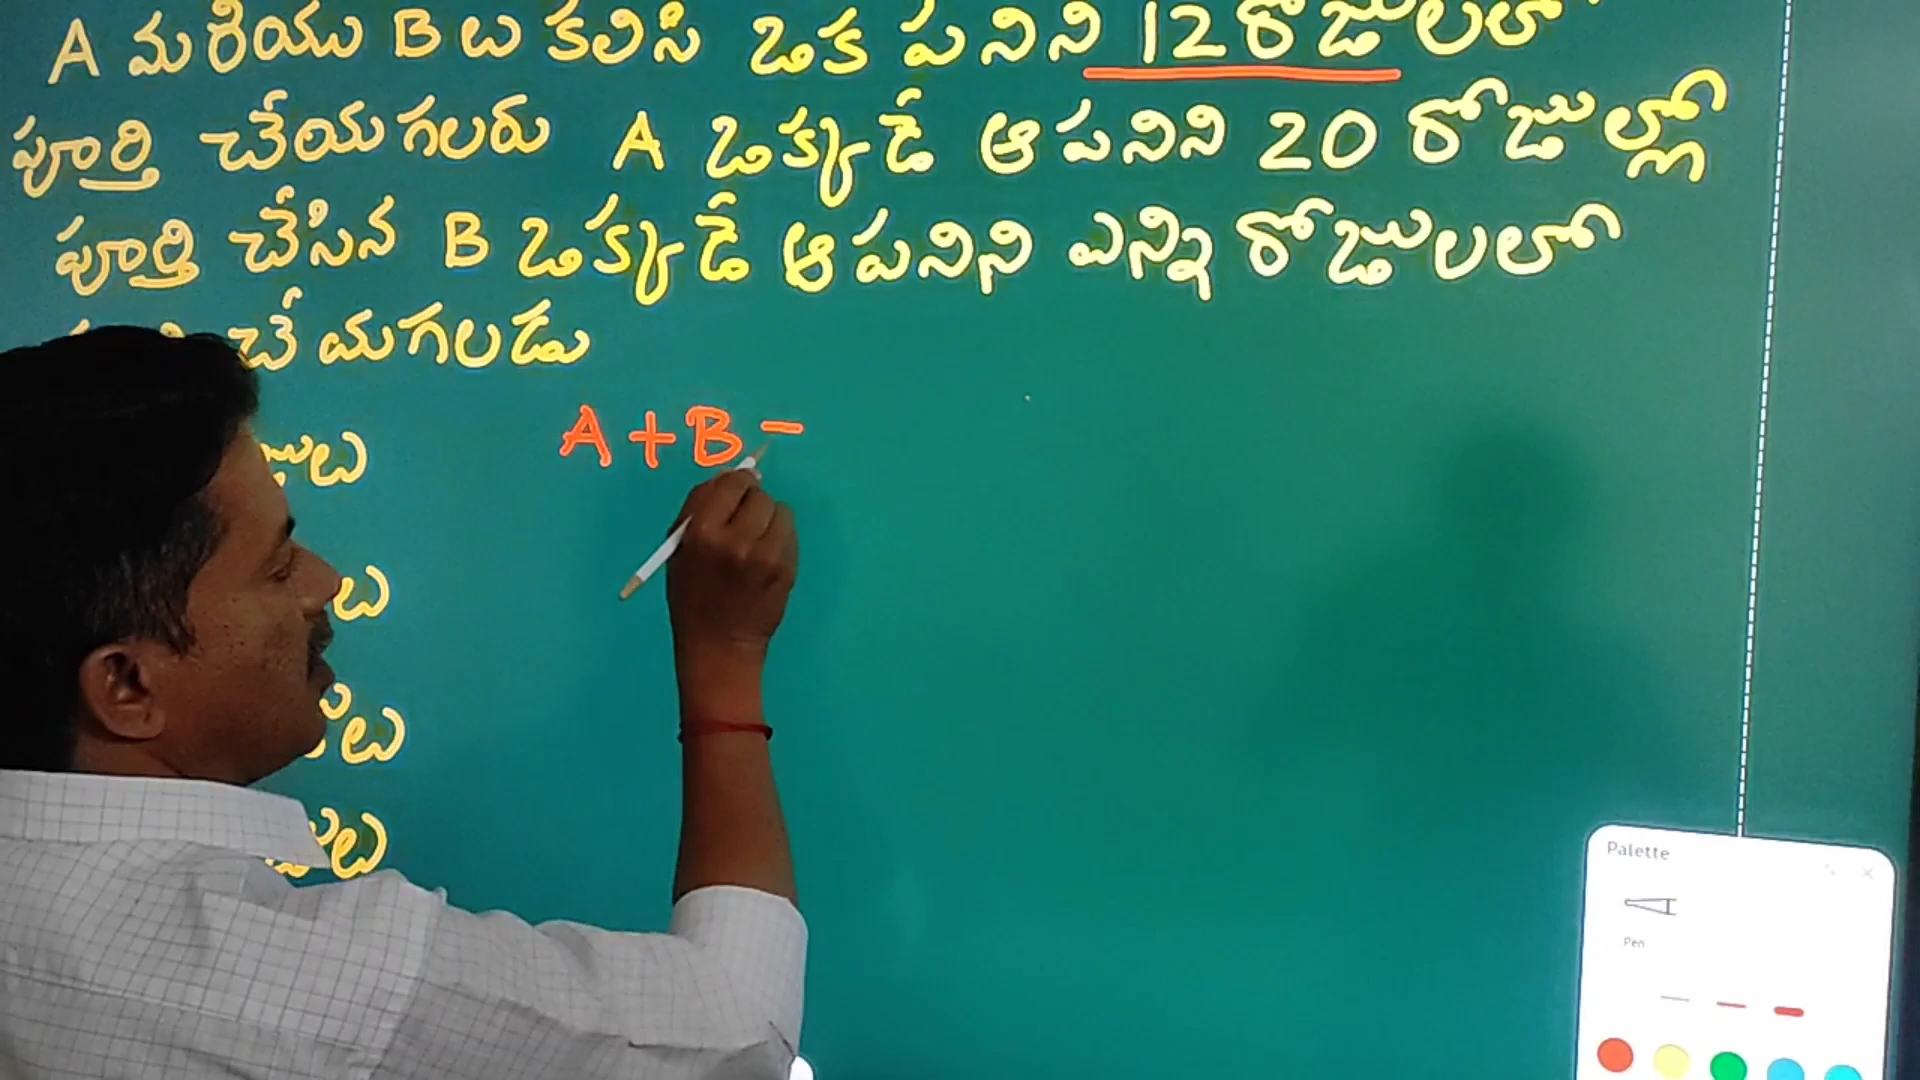 A మరియు B లు కలిసి ఒక పనిని 12 రోజులలో
పూర్తి చేయగలరు A ఒక్కడే ఆ పనిని 20 రోజుల్లో
పూర్తి చేసిన B ఒక్కడే ఆ పనిని ఎన్ని రోజులలో
చేయగలడు
A + B =
Palette
Pen